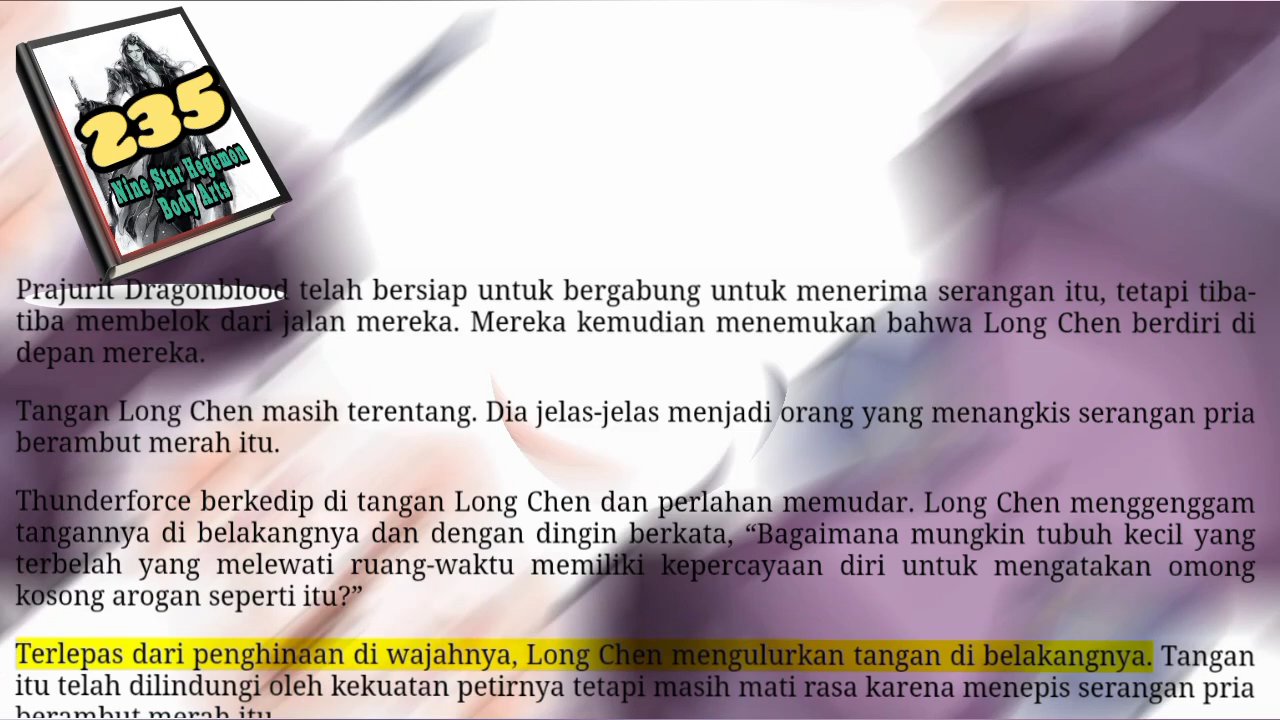 235
Nine Star Hegemon
Body Arts
Prajurit Dragonblood telah bersiap untuk bergabung untuk menerima serangan itu, tetapi tiba-
tiba membelok dari jalan mereka. Mereka kemudian menemukan bahwa Long Chen berdiri di
depan mereka.
Tangan Long Chen masih terentang. Dia jelas-jelas menjadi orang yang menangkis serangan pria
berambut merah itu.
Thunderforce berkedip di tangan Long Chen dan perlahan memudar. Long Chen menggenggam
tangannya di belakangnya dan dengan dingin berkata, “Bagaimana mungkin tubuh kecil yang
terbelah yang melewati ruang-waktu memiliki kepercayaan diri untuk mengatakan omong
kosong arogan seperti itu?”
Terlepas dari penghinaan di wajahnya, Long Chen mengulurkan tangan di belakangnya. Tangan
itu telah dilindungi oleh kekuatan petirnya tetapi masih mati rasa karena menepis serangan pria
berambut merah itu.